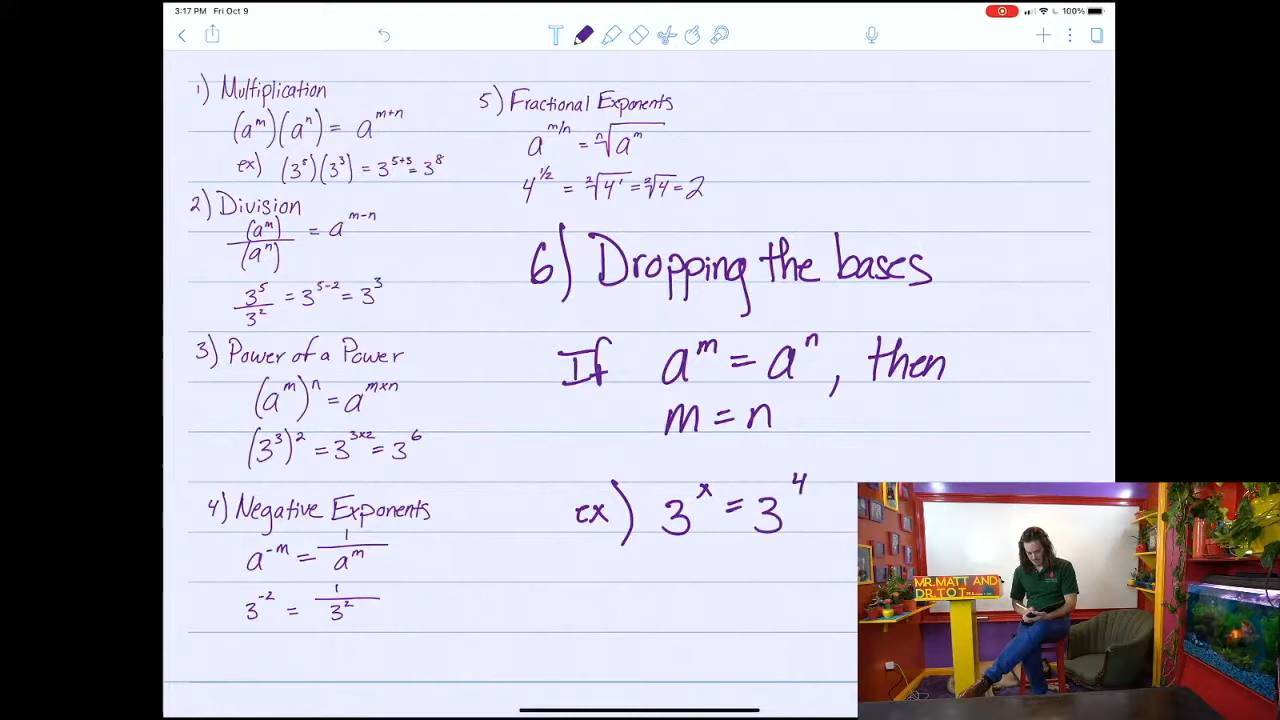 3:17 PM Fri Oct 9
100%
1) Multiplication
(a^m)(a^n) = a^{m+n}
ex) (3^5)(3^3) = 3^{5+3} = 3^8
2) Division
(a^m)/(a^n) = a^{m-n}
3^5/3^2 = 3^{5-2} = 3^3
3) Power of a Power
(a^m)^n = a^{m×n}
(3^3)^2 = 3^{3×2} = 3^6
4) Negative Exponents
a^{-m} = 1/a^m
3^{-2} = 1/3^2
5) Fractional Exponents
a^{m/n} = ⁿ√(a^m)
4^{1/2} = ²√(4^1) = ²√4 = 2
6) Dropping the bases
If a^m = a^n, then
m = n
ex) 3^x = 3^4
MR. MATT AND
DR. TOT